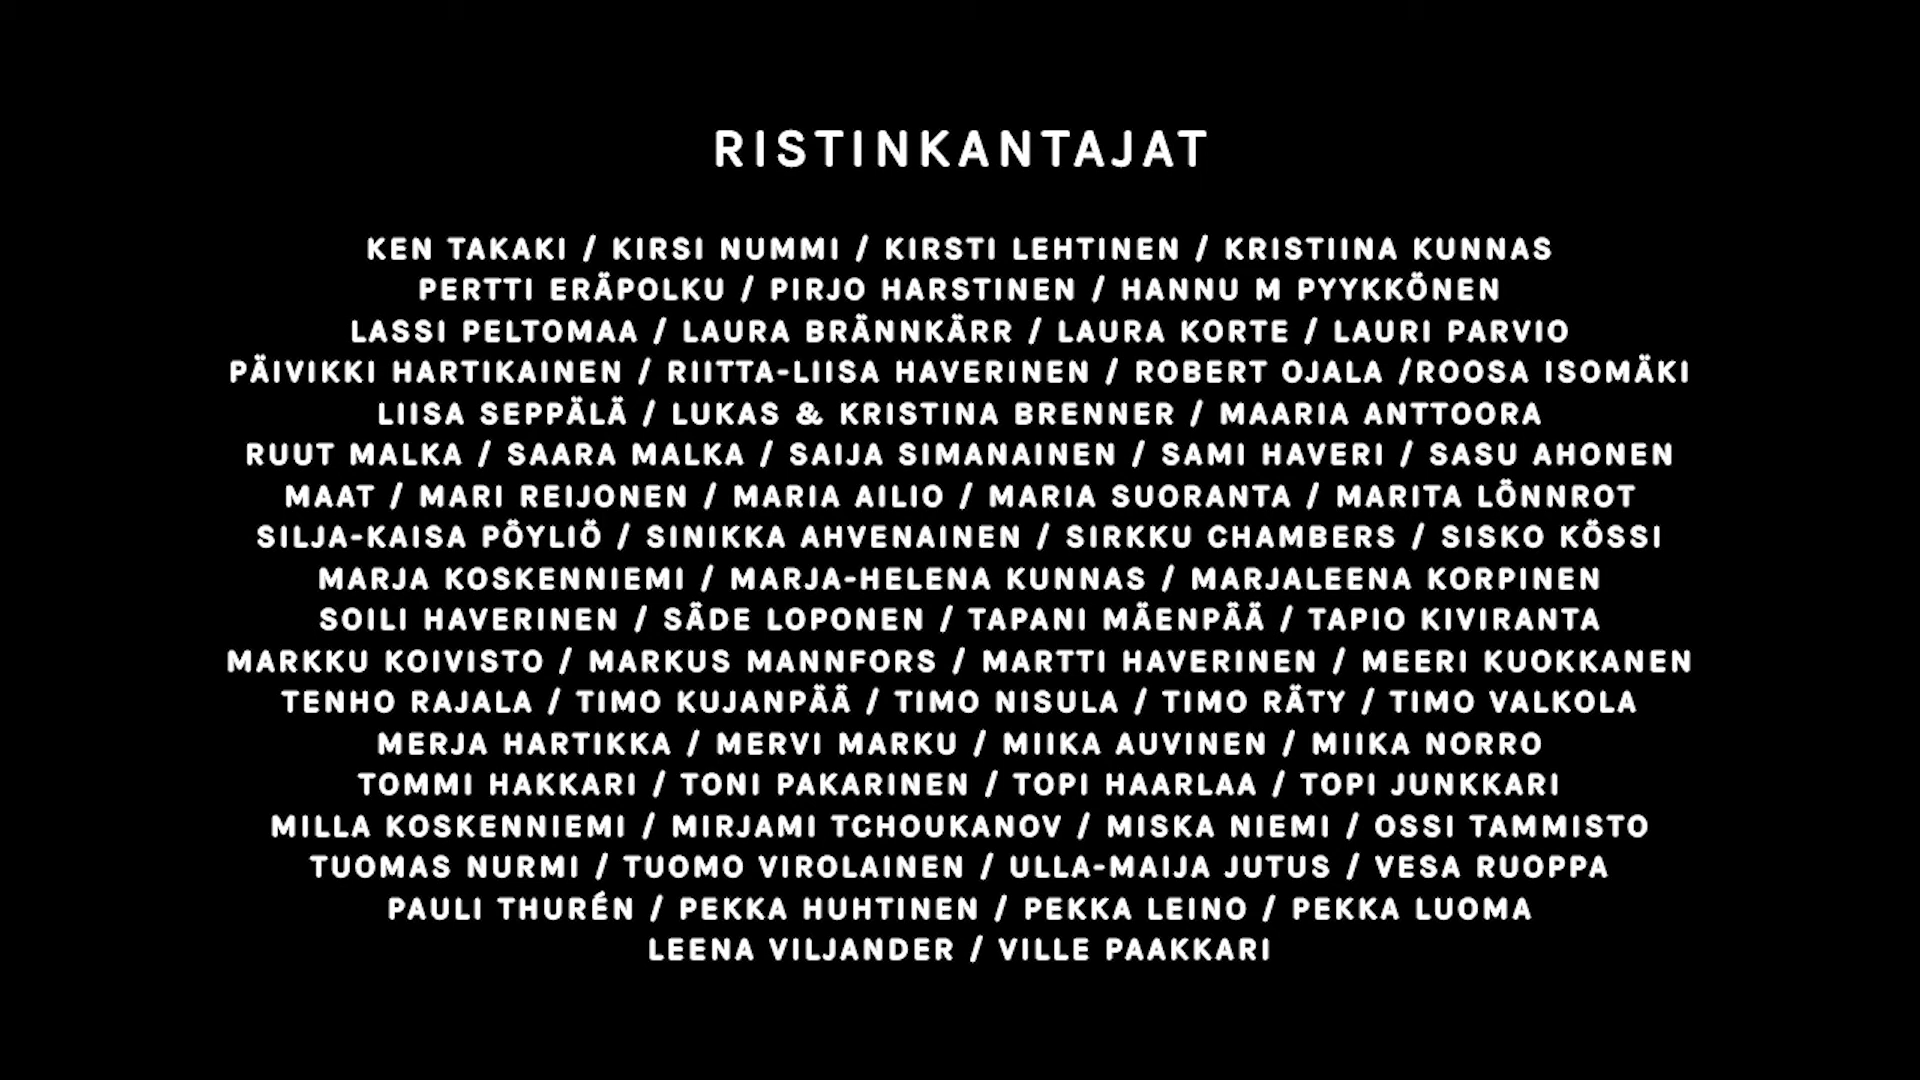 RISTINKANTAJAT
KEN TAKAKI / KIRSI NUMMI / KIRSTI LEHTINEN / KRISTIINA KUNNAS
PERTTI ERÄPOLKU / PIRJO HARSTINEN / HANNU M PYYKKÖNEN
LASSI PELTOMAA / LAURA BRÄNNKÄRR / LAURA KORTE / LAURI PARVIO
PÄIVIKKI HARTIKAINEN / RIITTA-LIISA HAVERINEN / ROBERT OJALA /ROOSA ISOMÄKI
LIISA SEPPÄLÄ / LUKAS & KRISTINA BRENNER / MAARIA ANTTOORA
RUUT MALKA / SAARA MALKA / SAIJA SIMANAINEN / SAMI HAVERI / SASU AHONEN
MAAT / MARI REIJONEN / MARIA AILIO / MARIA SUORANTA / MARITA LÖNNROT
SILJA-KAISA PÖYLIÖ / SINIKKA AHVENAINEN / SIRKKU CHAMBERS / SISKO KÖSSI
MARJA KOSKENNIEMI / MARJA-HELENA KUNNAS / MARJALEENA KORPINEN
SOILI HAVERINEN / SÄDE LOPONEN / TAPANI MÄENPÄÄ / TAPIO KIVIRANTA
MARKKU KOIVISTO / MARKUS MANNFORS / MARTTI HAVERINEN / MEERI KUOKKANEN
TENHO RAJALA / TIMO KUJANPÄÄ / TIMO NISULA / TIMO RÄTY / TIMO VALKOLA
MERJA HARTIKKA / MERVI MARKU / MIIKA AUVINEN / MIIKA NORRO
TOMMI HAKKARI / TONI PAKARINEN / TOPI HAARLAA / TOPI JUNKKARI
MILLA KOSKENNIEMI / MIRJAMI TCHOUKANOV / MISKA NIEMI / OSSI TAMMISTO
TUOMAS NURMI / TUOMO VIROLAINEN / ULLA-MAIJA JUTUS / VESA RUOPPA
PAULI THURÉN / PEKKA HUHTINEN / PEKKA LEINO / PEKKA LUOMA
LEENA VILJANDER / VILLE PAAKKARI